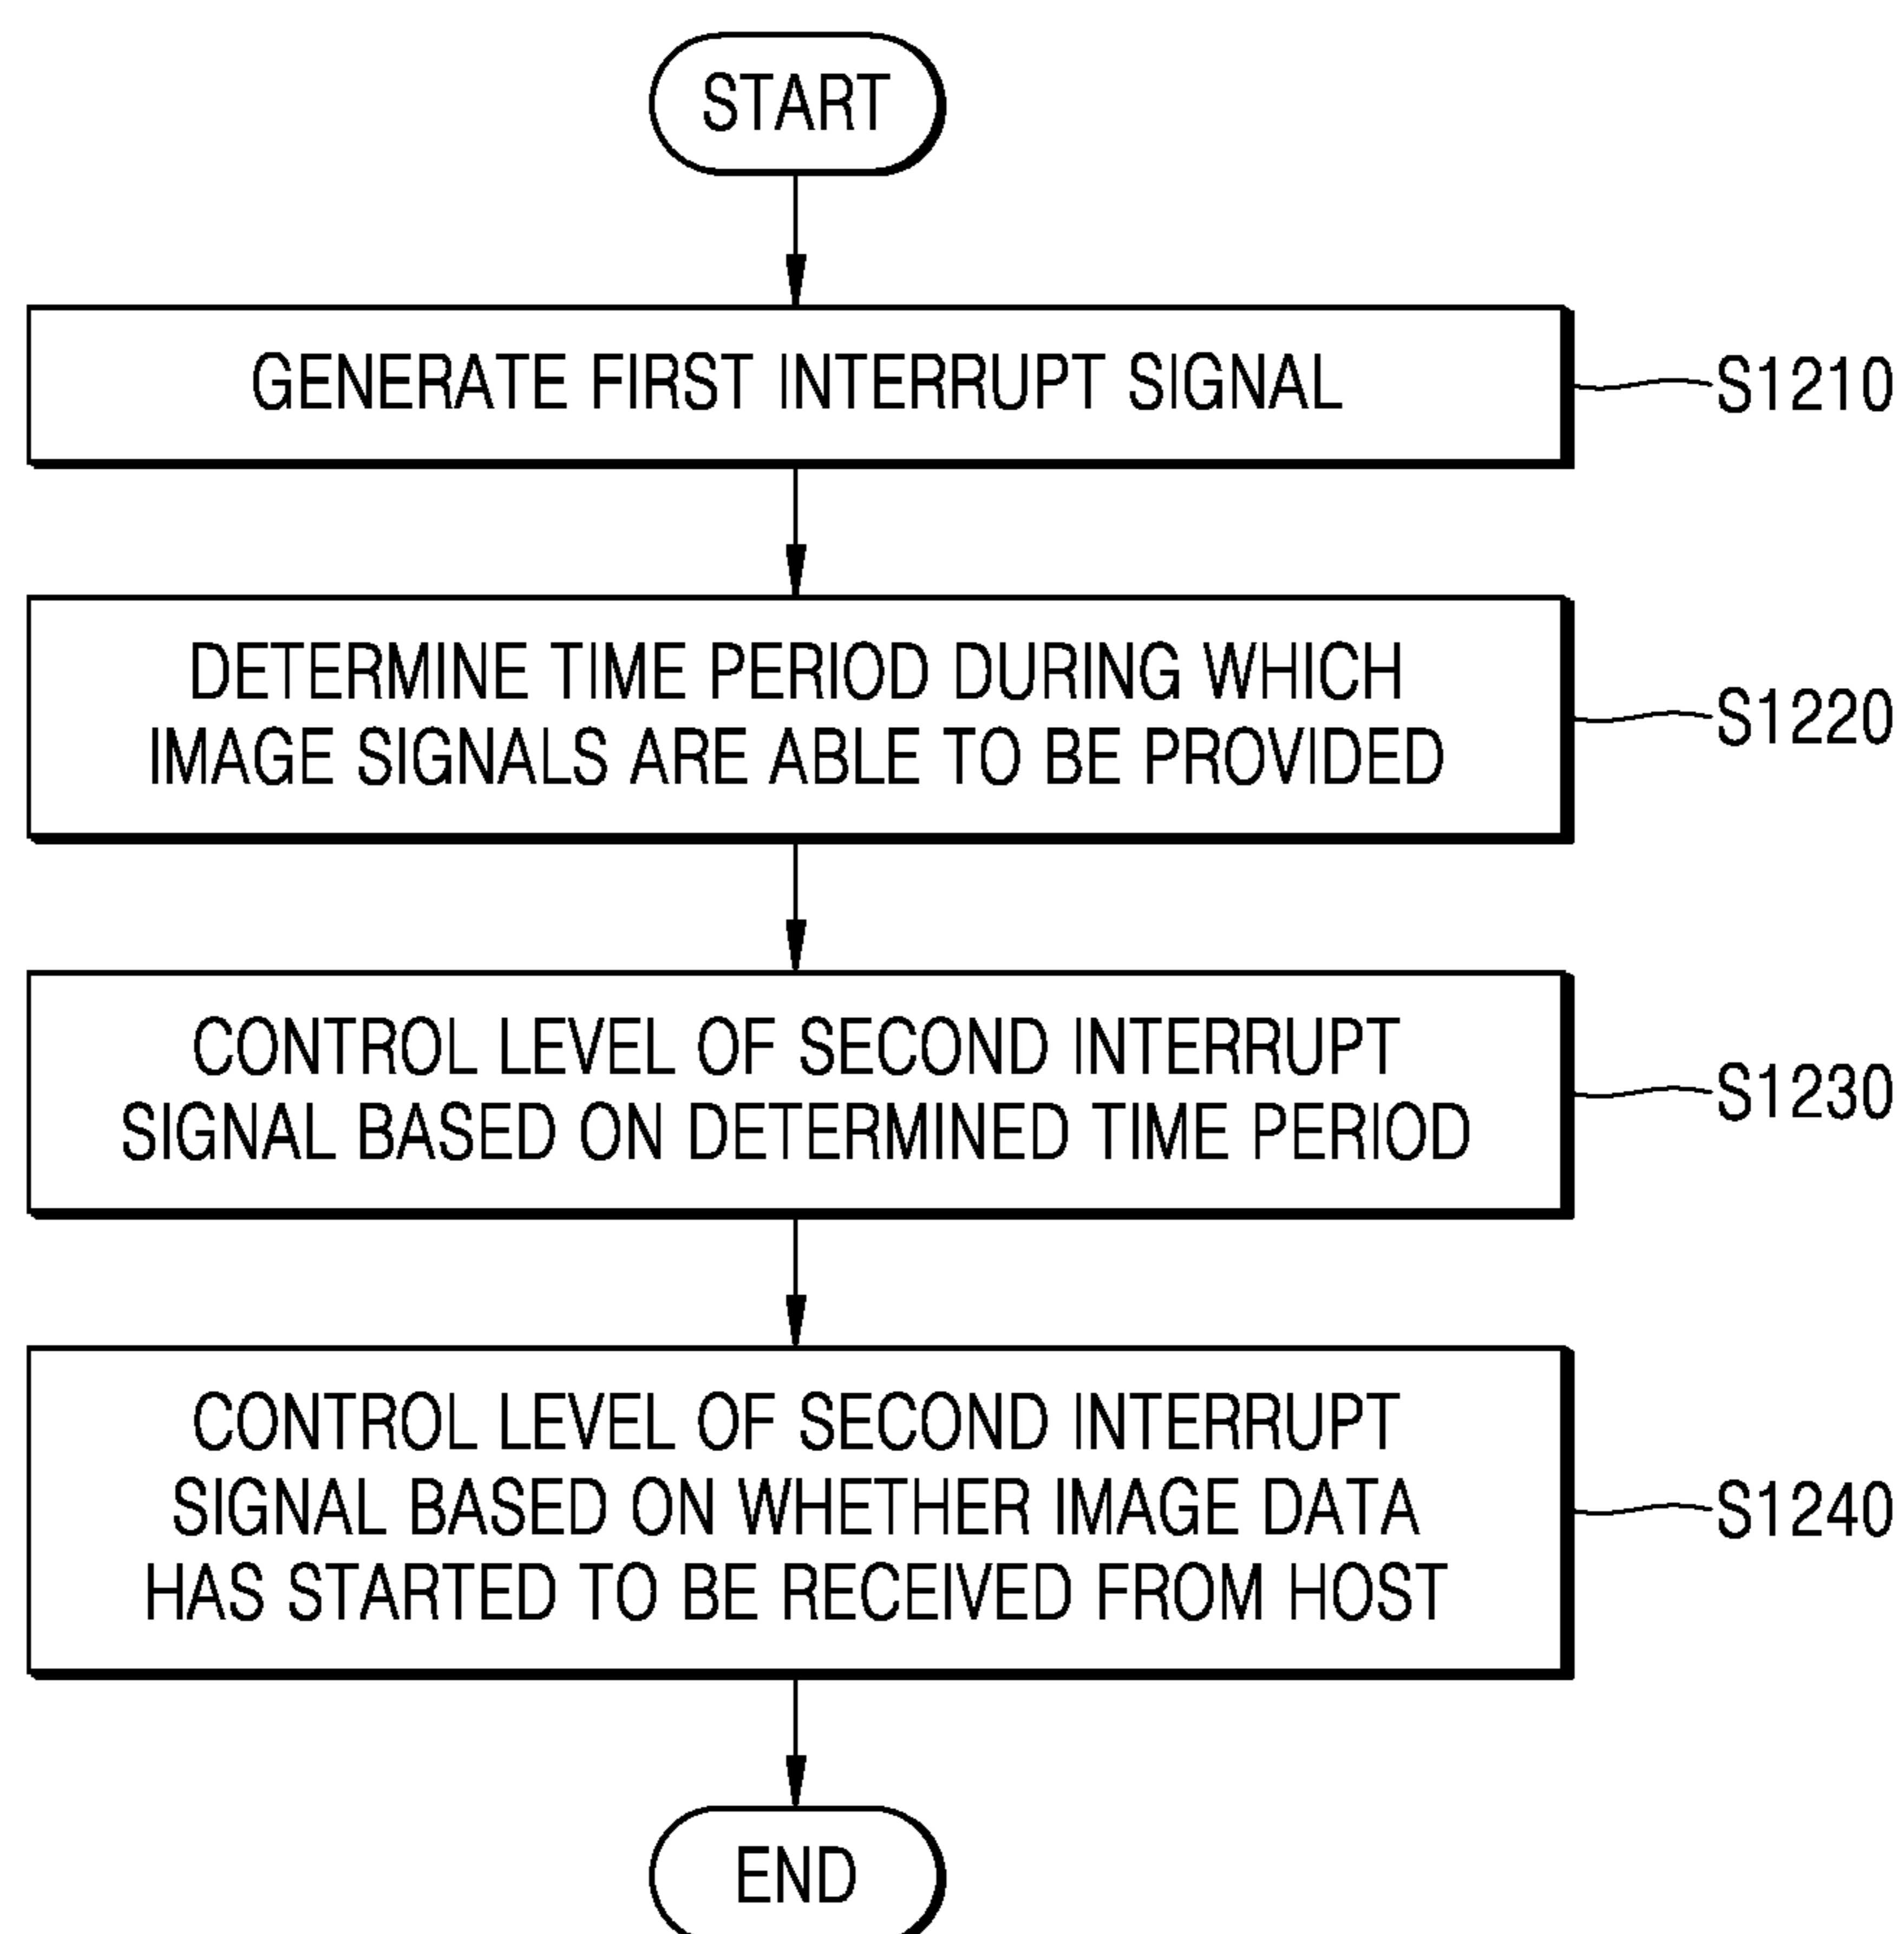 START
GENERATE FIRST INTERRUPT SIGNAL
S1210
DETERMINE TIME PERIOD DURING WHICH
IMAGE SIGNALS ARE ABLE TO BE PROVIDED
S1220
CONTROL LEVEL OF SECOND INTERRUPT
SIGNAL BASED ON DETERMINED TIME PERIOD
S1230
CONTROL LEVEL OF SECOND INTERRUPT
SIGNAL BASED ON WHETHER IMAGE DATA
HAS STARTED TO BE RECEIVED FROM HOST
S1240
END